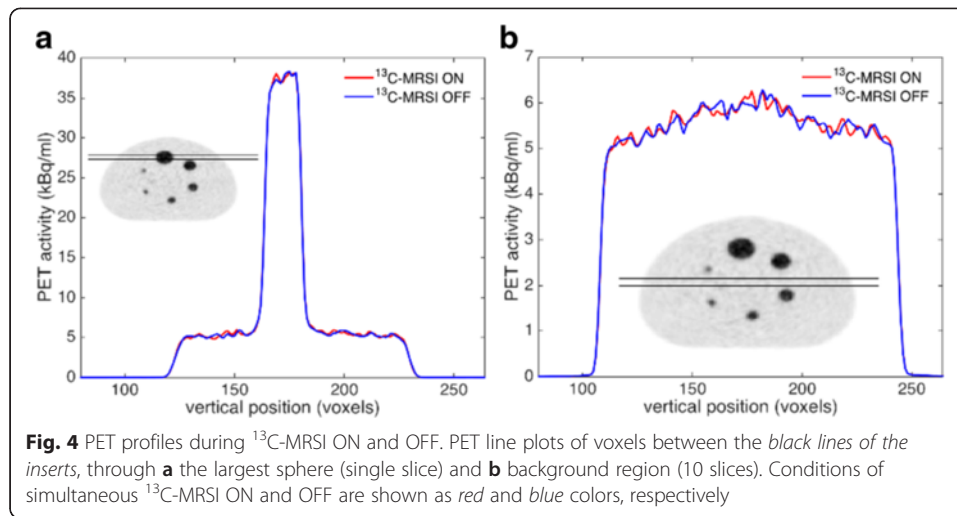 a
b
40
35
30
25
20
15
10
5
0
PET activity (kBq/ml)
¹³C-MRSI ON
¹³C-MRSI OFF
100
150
200
250
vertical position (voxels)
7
6
5
4
3
2
1
0
PET activity (kBq/ml)
¹³C-MRSI ON
¹³C-MRSI OFF
100
150
200
250
vertical position (voxels)
Fig. 4 PET profiles during ¹³C-MRSI ON and OFF. PET line plots of voxels between the black lines of the
inserts, through a the largest sphere (single slice) and b background region (10 slices). Conditions of
simultaneous ¹³C-MRSI ON and OFF are shown as red and blue colors, respectively